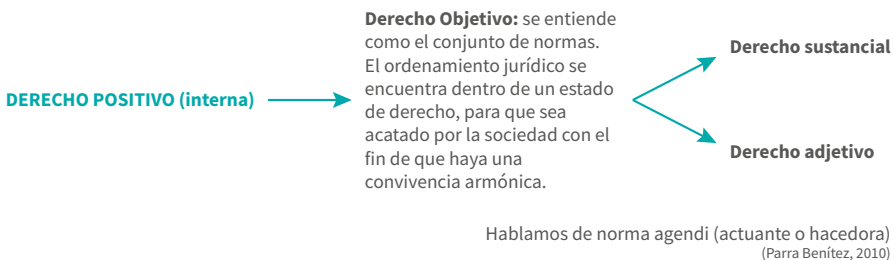 Derecho Objetivo: se entiende
como el conjunto de normas.
El ordenamiento jurídico se
encuentra dentro de un estado
de derecho, para que sea
acatado por la sociedad con el
fin de que haya una
convivencia armónica.
DERECHO POSITIVO (interna)
Derecho sustancial
Derecho adjetivo
Hablamos de norma agendi (actuante o hacedora)
(Parra Benítez, 2010)